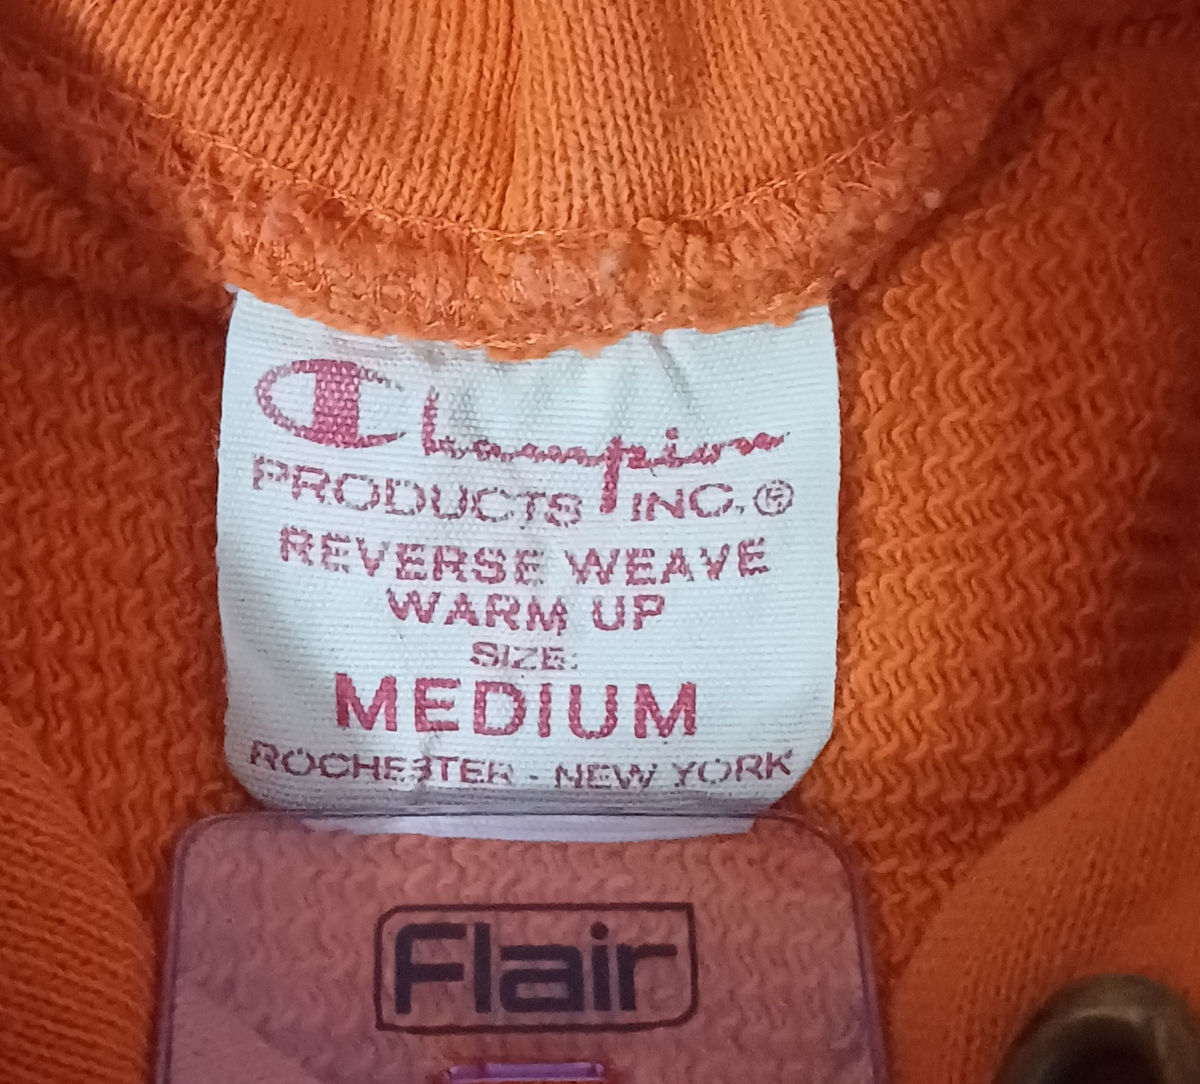 Champion
PRODUCTS INC.®
REVERSE WEAVE
WARM UP
SIZE:
MEDIUM
ROCHESTER - NEW YORK
Flair